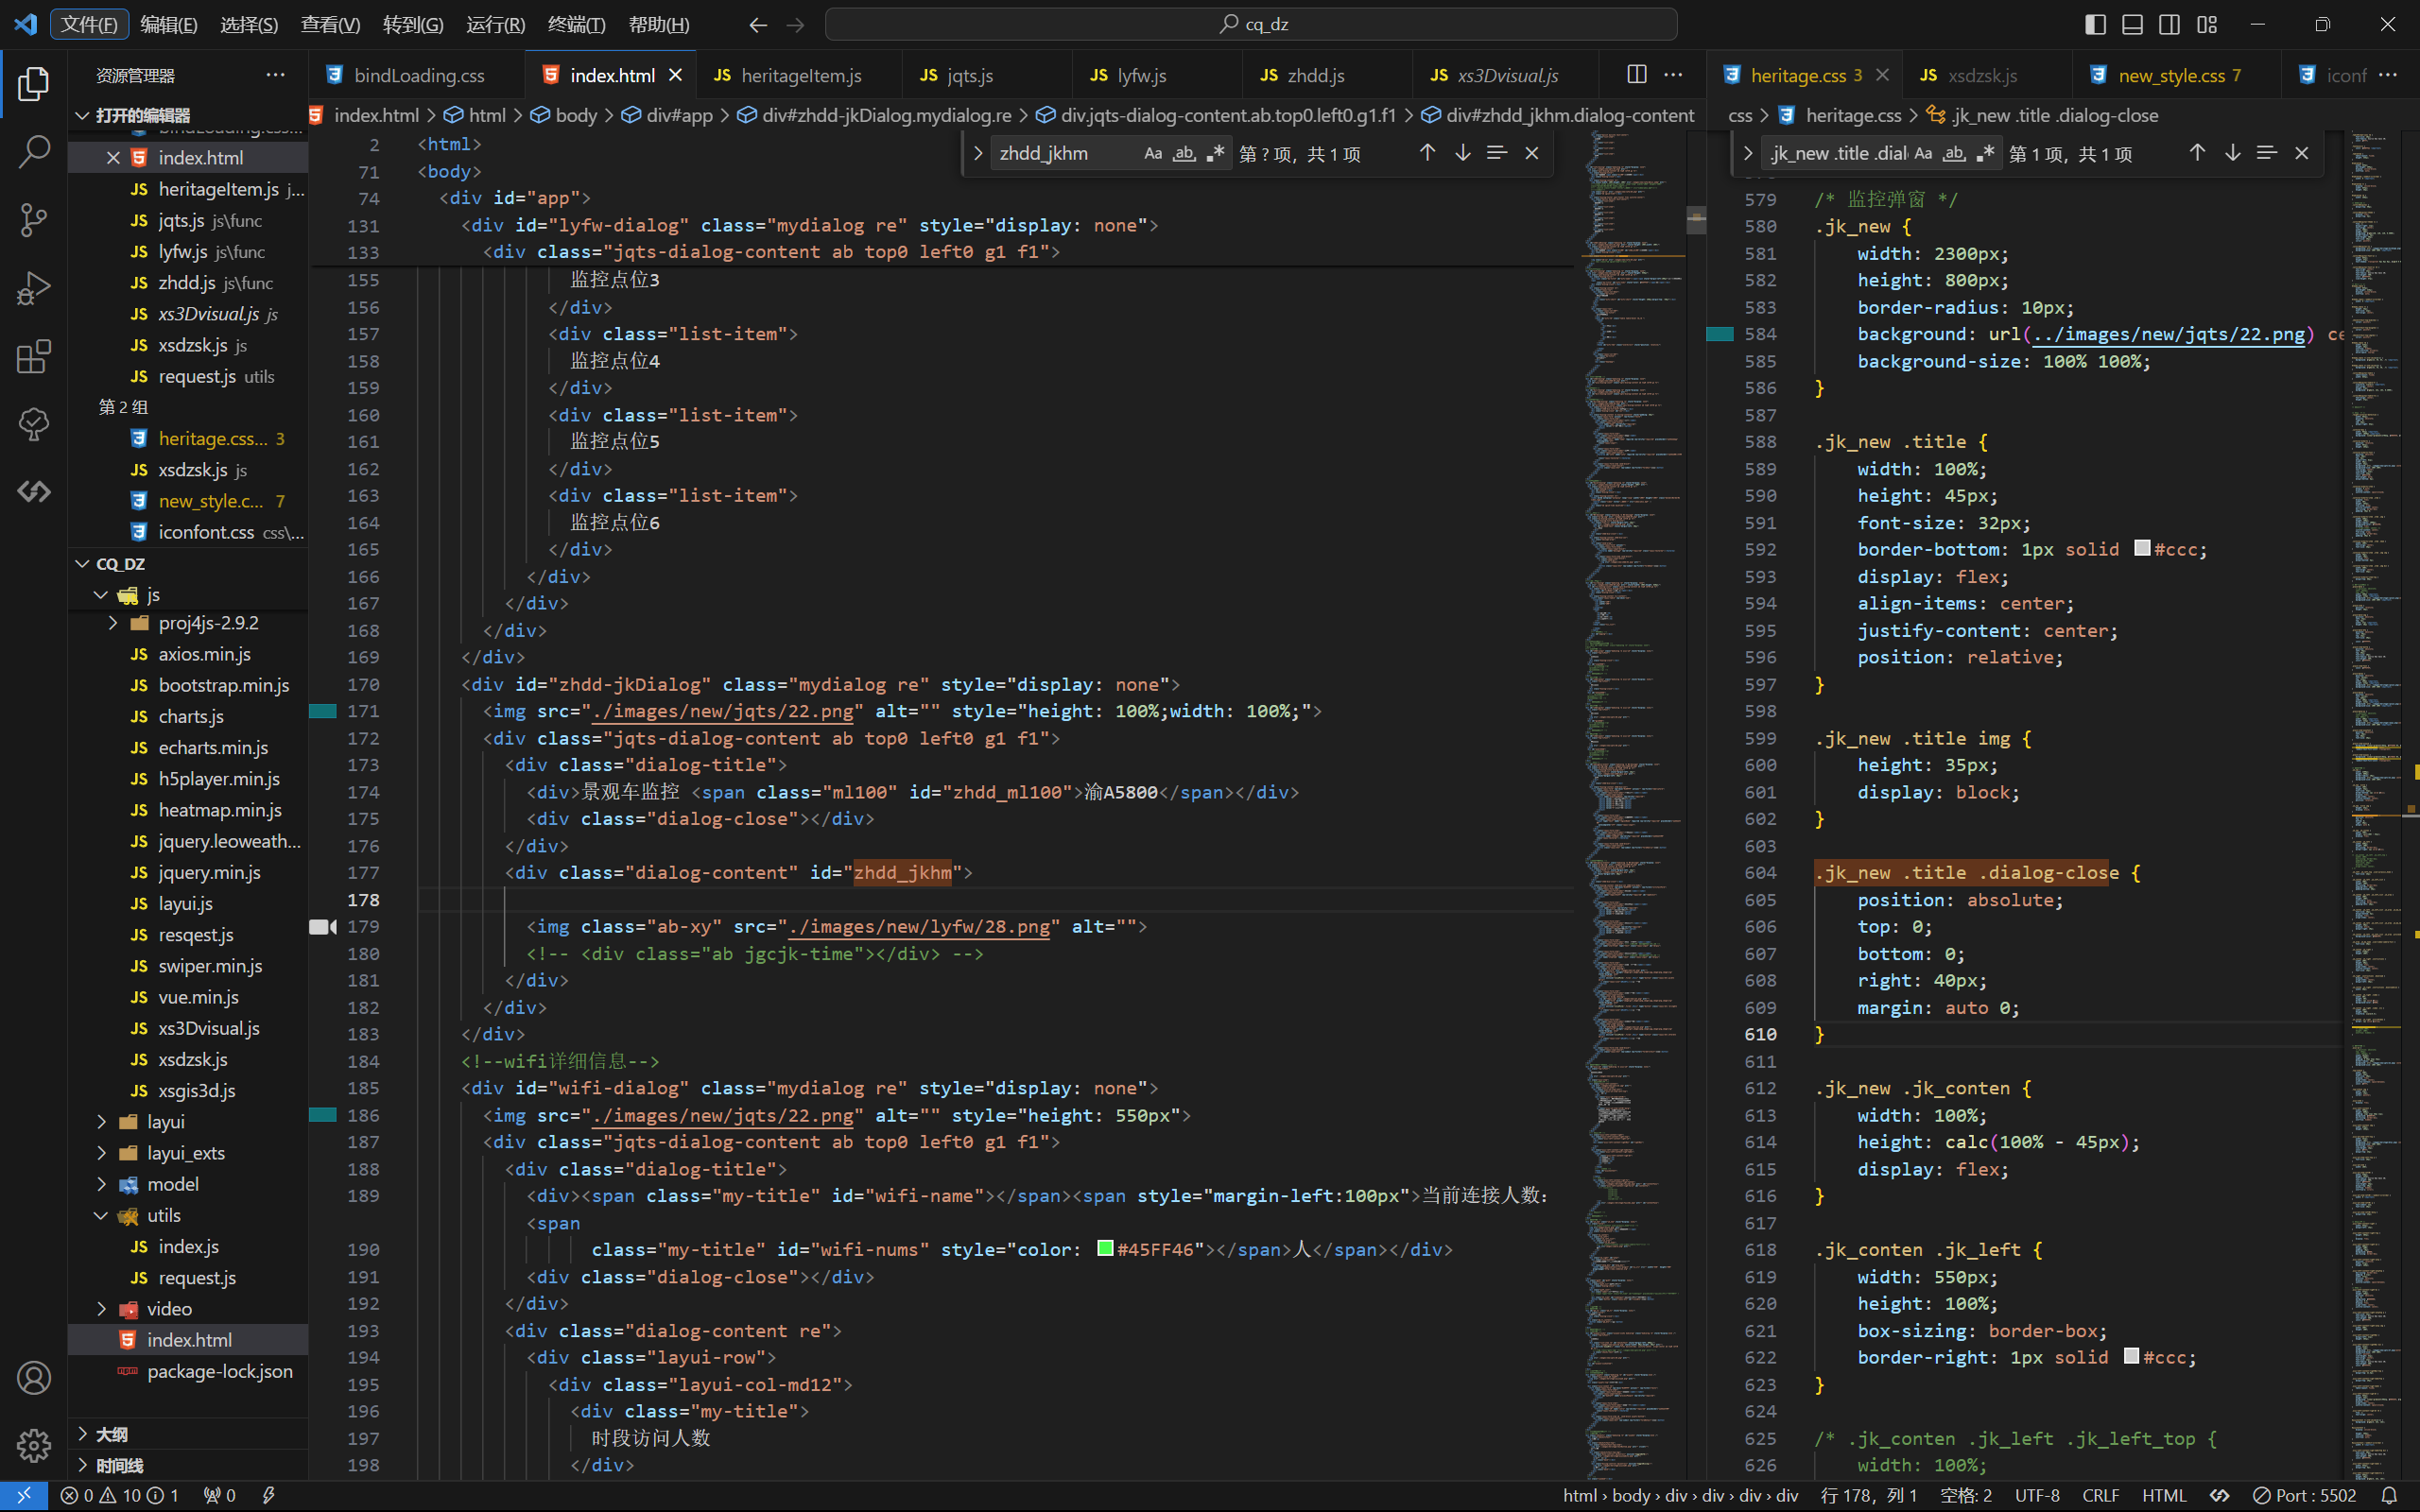 文件(F) 编辑(E) 选择(S) 查看(V) 转到(G) 运行(R) 终端(T) 帮助(H) cq_dz
资源管理器
打开的编辑器
index.html
heritageItem.js j...
jqts.js js\func
lyfw.js js\func
zhdd.js js\func
xs3Dvisual.js js
xsdzsk.js js
request.js utils
第 2 组
heritage.css... 3
xsdzsk.js js
new_style.c... 7
iconfont.css css\...
CQ_DZ
js
proj4js-2.9.2
axios.min.js
bootstrap.min.js
charts.js
echarts.min.js
h5player.min.js
heatmap.min.js
jquery.leoweath...
jquery.min.js
layui.js
resqest.js
swiper.min.js
vue.min.js
xs3Dvisual.js
xsdzsk.js
xsgis3d.js
layui
layui_exts
model
utils
index.js
request.js
video
index.html
package-lock.json
大纲
时间线
bindLoading.css index.html heritageItem.js jqts.js lyfw.js zhdd.js xs3Dvisual.js
index.html > html > body > div#app > div#zhdd-jkDialog.mydialog.re > div.jqts-dialog-content.ab.top0.left0.g1.f1 > div#zhdd_jkhm.dialog-content
zhdd_jkhm Aa ab 第 ? 项, 共 1 项
2 <html>
71 <body>
74 <div id="app">
131 <div id="lyfw-dialog" class="mydialog re" style="display: none">
133 <div class="jqts-dialog-content ab top0 left0 g1 f1">
155 监控点位3
156 </div>
157 <div class="list-item">
158 监控点位4
159 </div>
160 <div class="list-item">
161 监控点位5
162 </div>
163 <div class="list-item">
164 监控点位6
165 </div>
166 </div>
167 </div>
168 </div>
169 </div>
170 <div id="zhdd-jkDialog" class="mydialog re" style="display: none">
171 <img src="./images/new/jqts/22.png" alt="" style="height: 100%;width: 100%;">
172 <div class="jqts-dialog-content ab top0 left0 g1 f1">
173 <div class="dialog-title">
174 <div>景观车监控 <span class="ml100" id="zhdd_ml100">渝A5800</span></div>
175 <div class="dialog-close"></div>
176 </div>
177 <div class="dialog-content" id="zhdd_jkhm">
178
179 <img class="ab-xy" src="./images/new/lyfw/28.png" alt="">
180 <!-- <div class="ab jgcjk-time"></div> -->
181 </div>
182 </div>
183 </div>
184 <!--wifi详细信息-->
185 <div id="wifi-dialog" class="mydialog re" style="display: none">
186 <img src="./images/new/jqts/22.png" alt="" style="height: 550px">
187 <div class="jqts-dialog-content ab top0 left0 g1 f1">
188 <div class="dialog-title">
189 <div><span class="my-title" id="wifi-name"></span><span style="margin-left:100px">当前连接人数:
<span
190 class="my-title" id="wifi-nums" style="color: #45FF46"></span>人</span></div>
191 <div class="dialog-close"></div>
192 </div>
193 <div class="dialog-content re">
194 <div class="layui-row">
195 <div class="layui-col-md12">
196 <div class="my-title">
197 时段访问人数
198 </div>
heritage.css 3 xsdzsk.js new_style.css 7 iconf
css > heritage.css > .jk_new .title .dialog-close
.jk_new .title .dial Aa ab 第 1 项, 共 1 项
579 /* 监控弹窗 */
580 .jk_new {
581 width: 2300px;
582 height: 800px;
583 border-radius: 10px;
584 background: url(../images/new/jqts/22.png) ce
585 background-size: 100% 100%;
586 }
587
588 .jk_new .title {
589 width: 100%;
590 height: 45px;
591 font-size: 32px;
592 border-bottom: 1px solid #ccc;
593 display: flex;
594 align-items: center;
595 justify-content: center;
596 position: relative;
597 }
598
599 .jk_new .title img {
600 height: 35px;
601 display: block;
602 }
603
604 .jk_new .title .dialog-close {
605 position: absolute;
606 top: 0;
607 bottom: 0;
608 right: 40px;
609 margin: auto 0;
610 }
611
612 .jk_new .jk_conten {
613 width: 100%;
614 height: calc(100% - 45px);
615 display: flex;
616 }
617
618 .jk_conten .jk_left {
619 width: 550px;
620 height: 100%;
621 box-sizing: border-box;
622 border-right: 1px solid #ccc;
623 }
624
625 /* .jk_conten .jk_left .jk_left_top {
626 width: 100%;
0 10 1 0 html › body › div › div › div › div 行 178, 列 1 空格: 2 UTF-8 CRLF HTML Port : 5502